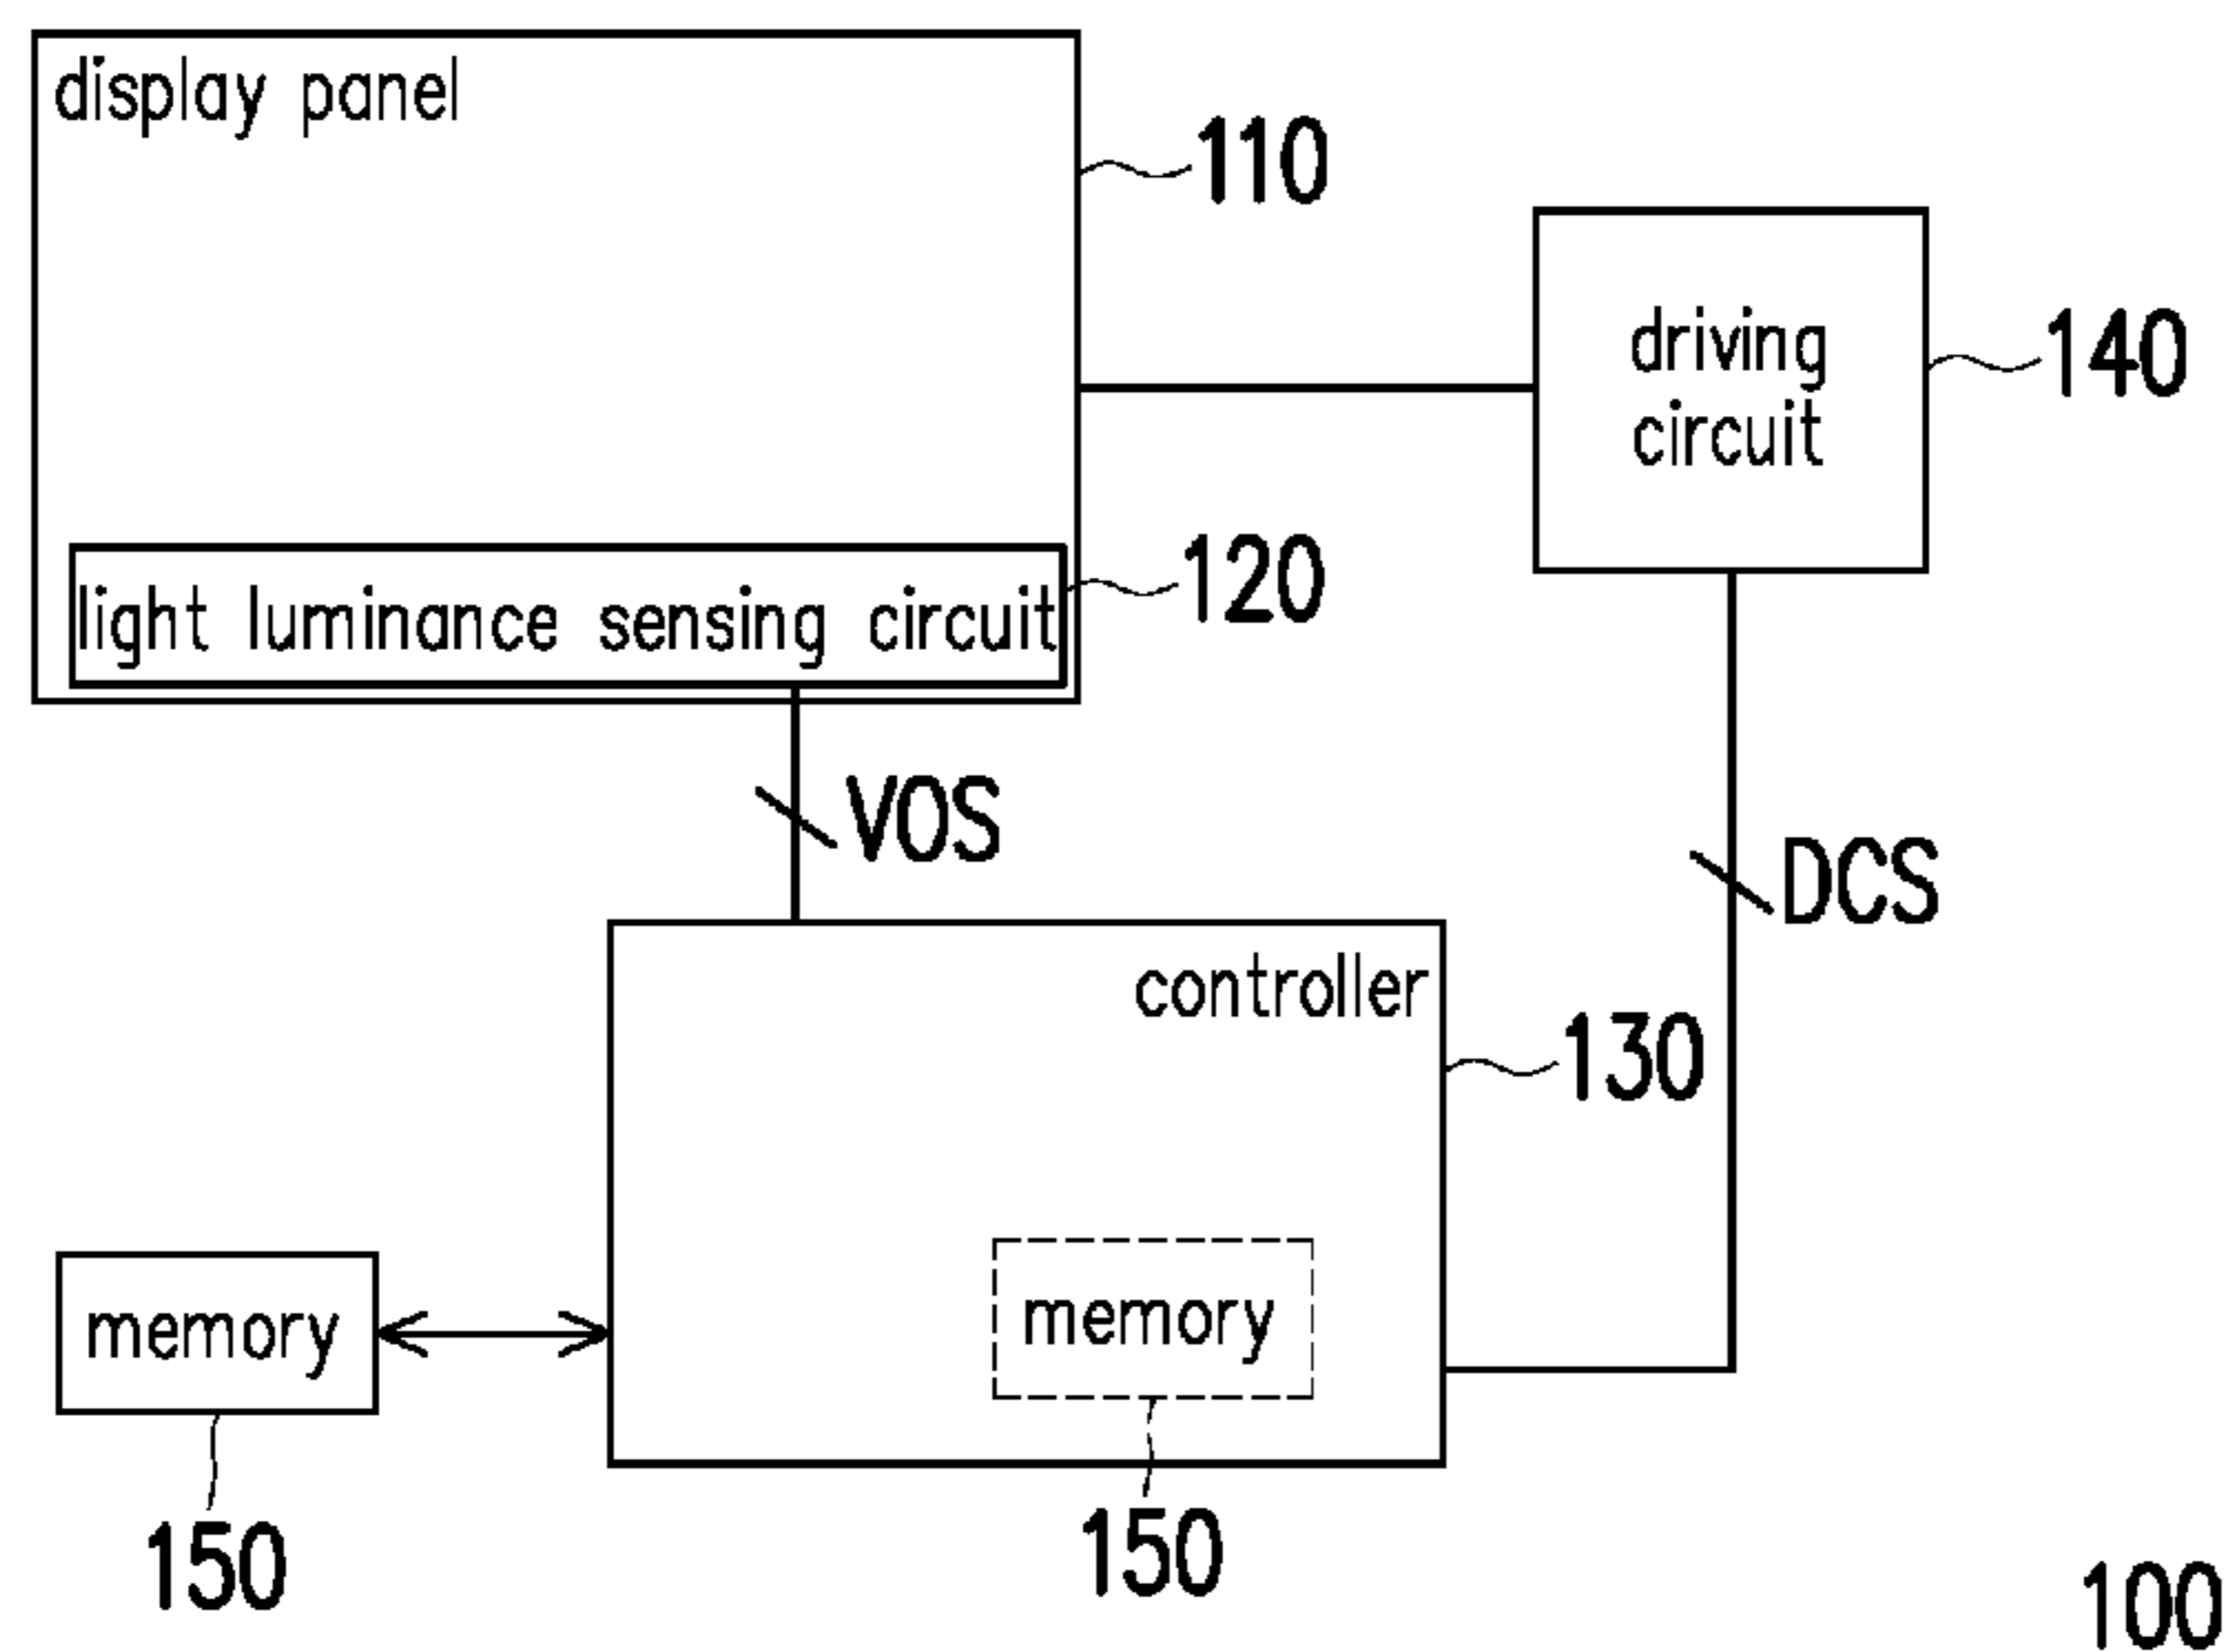 display panel
110
driving
circuit
140
light luminance sensing circuit
120
VOS
DCS
controller
130
memory
memory
150
150
100